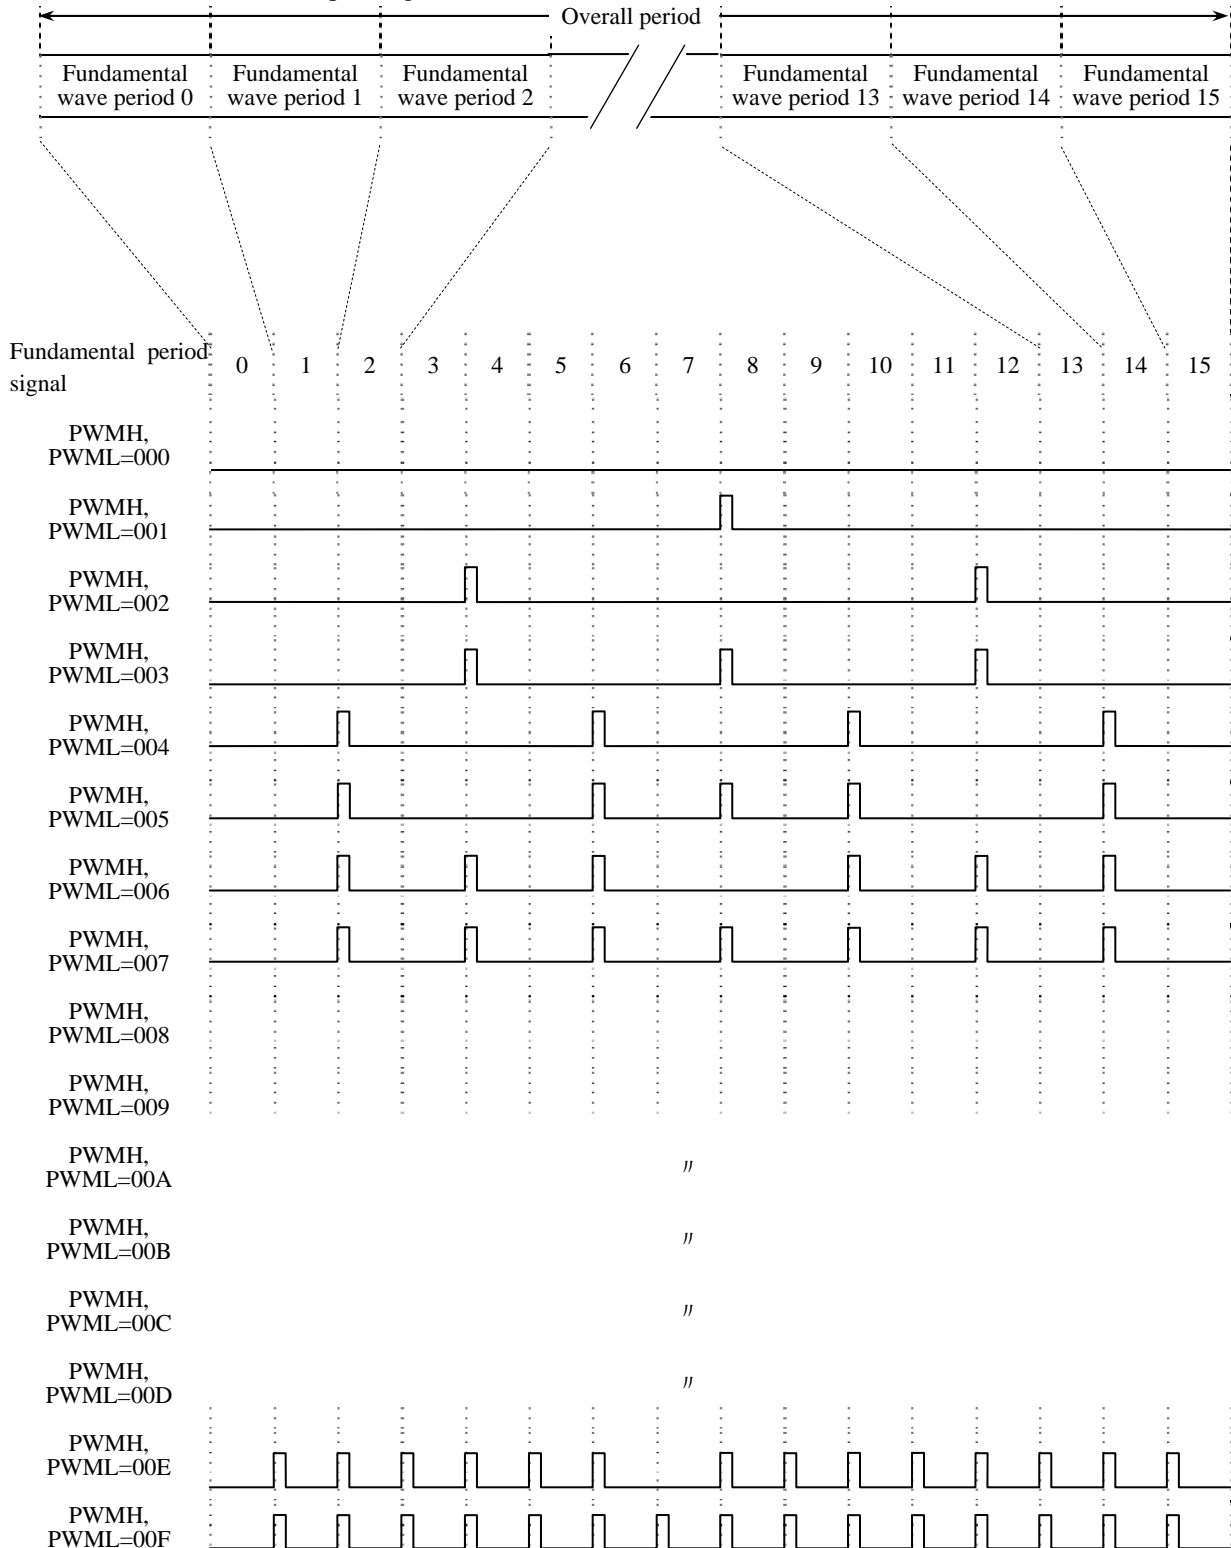 Overall period
Fundamental wave period 0
Fundamental wave period 1
Fundamental wave period 2
Fundamental wave period 13
Fundamental wave period 14
Fundamental wave period 15
Fundamental period
signal
0 1 2 3 4 5 6 7 8 9 10 11 12 13 14 15
PWMH,
PWML=000
PWMH,
PWML=001
PWMH,
PWML=002
PWMH,
PWML=003
PWMH,
PWML=004
PWMH,
PWML=005
PWMH,
PWML=006
PWMH,
PWML=007
PWMH,
PWML=008
PWMH,
PWML=009
PWMH,
PWML=00A
〃
PWMH,
PWML=00B
〃
PWMH,
PWML=00C
〃
PWMH,
PWML=00D
〃
PWMH,
PWML=00E
PWMH,
PWML=00F